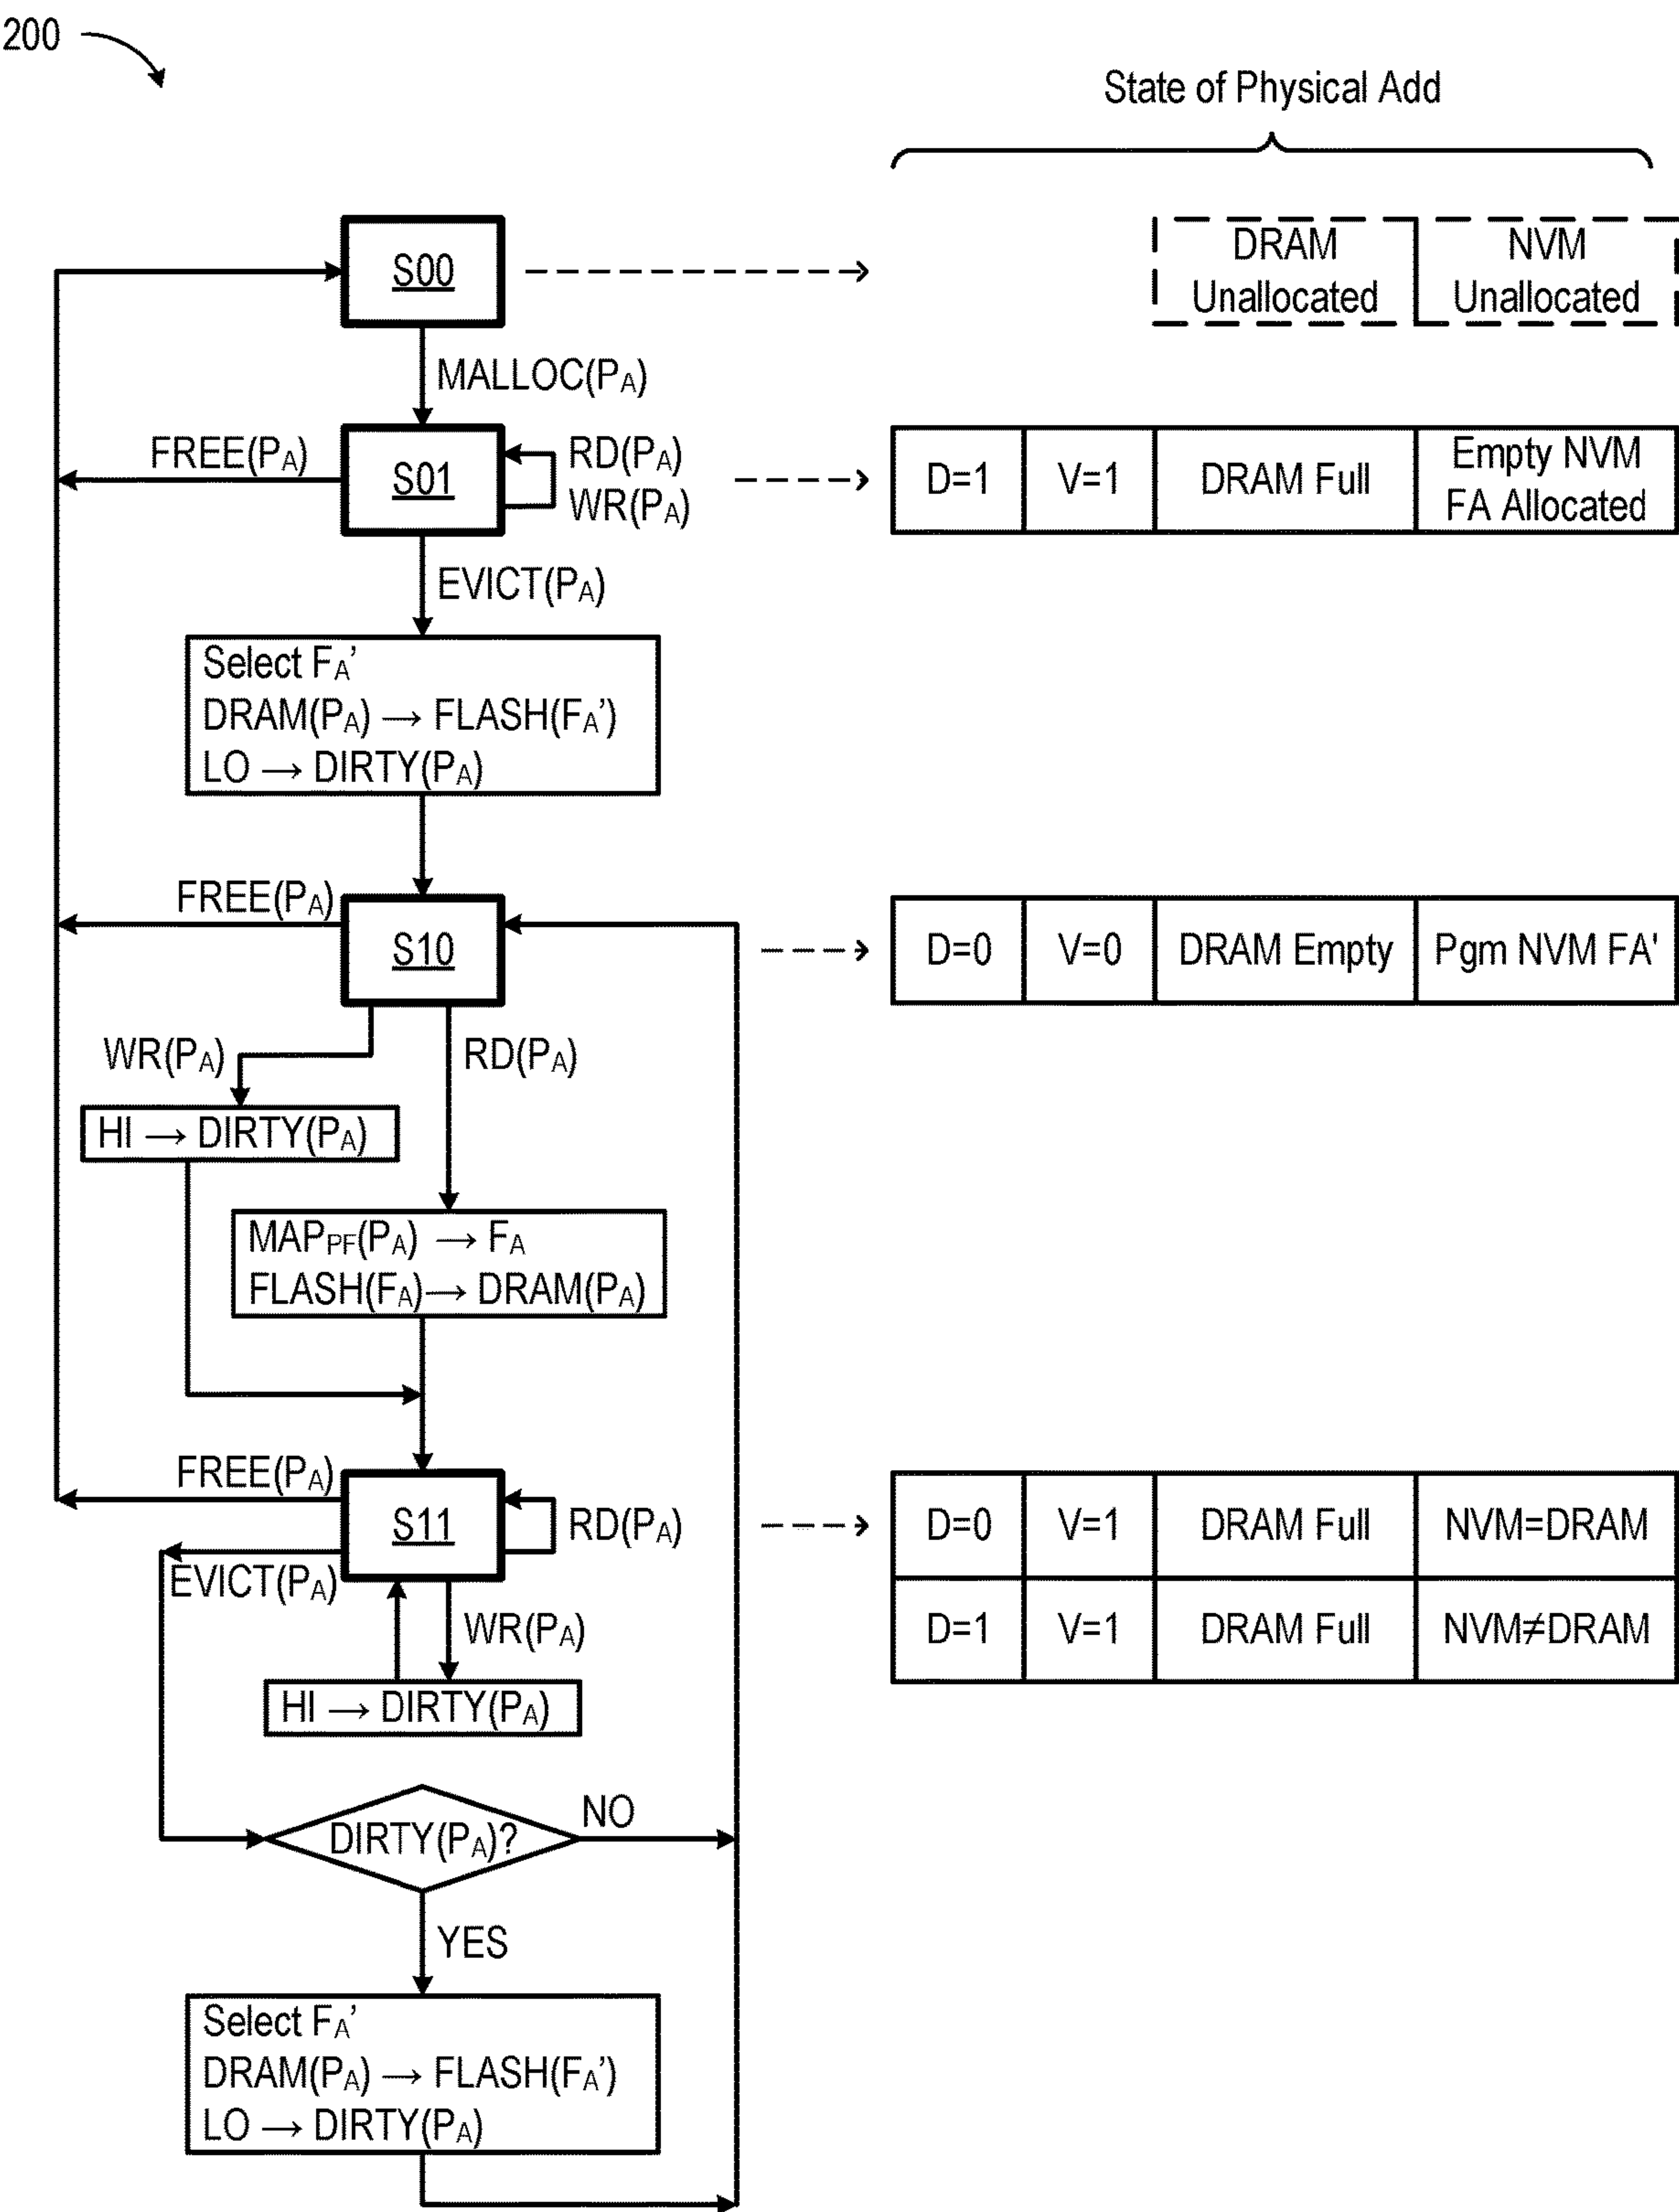 200
State of Physical Add
S00
DRAM Unallocated
NVM Unallocated
MALLOC(PA)
FREE(PA)
S01
RD(PA)
WR(PA)
D=1
V=1
DRAM Full
Empty NVM FA Allocated
EVICT(PA)
Select FA’
DRAM(PA) → FLASH(FA’)
LO → DIRTY(PA)
FREE(PA)
S10
D=0
V=0
DRAM Empty
Pgm NVM FA'
WR(PA)
RD(PA)
HI → DIRTY(PA)
MAPPF(PA) → FA
FLASH(FA)→ DRAM(PA)
FREE(PA)
S11
RD(PA)
D=0
V=1
DRAM Full
NVM=DRAM
EVICT(PA)
WR(PA)
D=1
V=1
DRAM Full
NVM≠DRAM
HI → DIRTY(PA)
DIRTY(PA)?
NO
YES
Select FA’
DRAM(PA) → FLASH(FA’)
LO → DIRTY(PA)